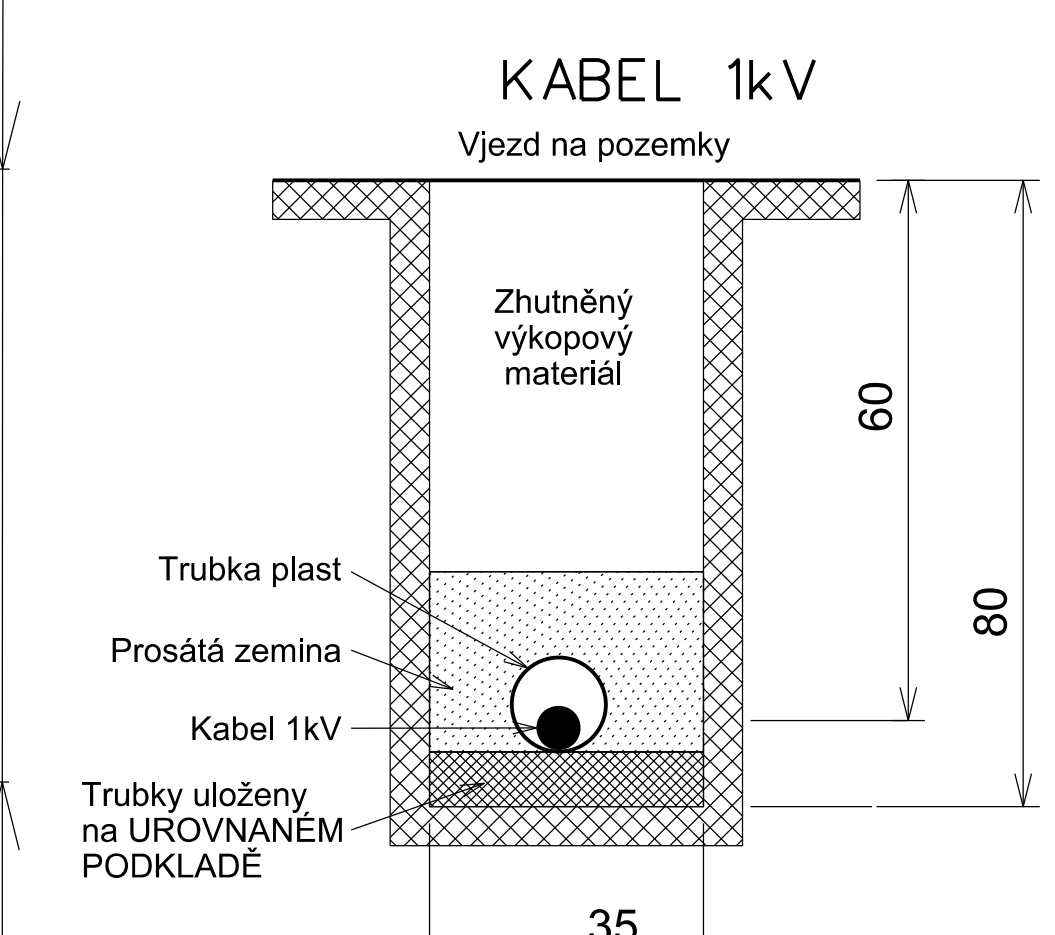 KABEL 1kV
Vjezd na pozemky
Zhutněný
výkopový
materiál
60
Trubka plast
80
Prosátá zemina
Kabel 1kV
Trubky uloženy
na UROVNANÉM
PODKLADĚ
35